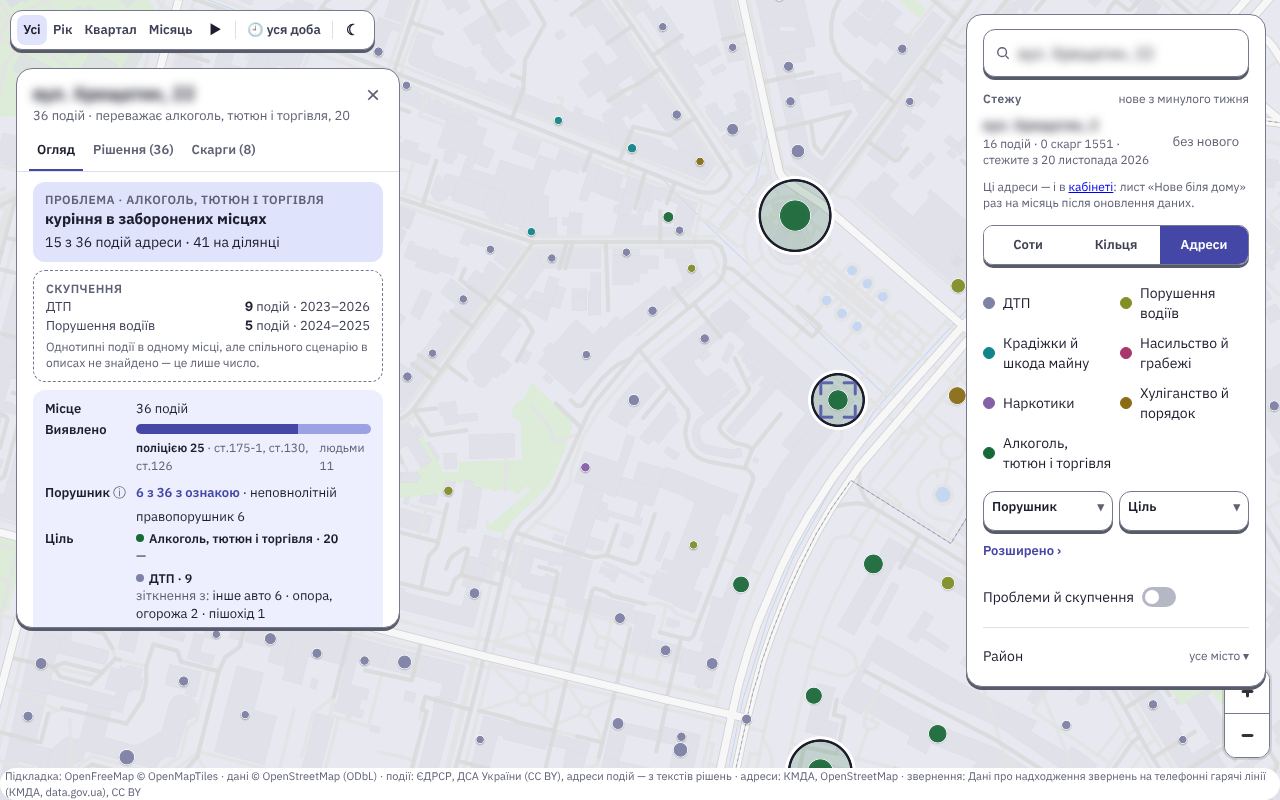 Усі Рік Квартал Місяць ▶ 🕘 уся доба ☾
36 подій · переважає алкоголь, тютюн і торгівля, 20
Огляд Рішення (36) Скарги (8)
ПРОБЛЕМА · АЛКОГОЛЬ, ТЮТЮН І ТОРГІВЛЯ
куріння в заборонених місцях
15 з 36 подій адреси · 41 на ділянці
СКУПЧЕННЯ
ДТП 9 подій · 2023–2026
Порушення водіїв 5 подій · 2024–2025
Однотипні події в одному місці, але спільного сценарію в
описах не знайдено — це лише число.
Місце 36 подій
Виявлено
поліцією 25 · ст.175-1, ст.130, людьми
ст.126 11
Порушник ⓘ 6 з 36 з ознакою · неповнолітній
правопорушник 6
Ціль Алкоголь, тютюн і торгівля · 20
—
ДТП · 9
зіткнення з: інше авто 6 · опора,
огорожа 2 · пішохід 1
Стежу нове з минулого тижня
16 подій · 0 скарг 1551 · без нового
стежите з 20 листопада 2026
Ці адреси — і в кабінеті: лист «Нове біля дому»
раз на місяць після оновлення даних.
Соти Кільця Адреси
ДТП Порушення
водіїв
Крадіжки й Насильство й
шкода майну грабежі
Наркотики Хуліганство й
порядок
Алкоголь,
тютюн і торгівля
Порушник ▾ Ціль ▾
Розширено ›
Проблеми й скупчення
Район усе місто ▾
+
−
Підкладка: OpenFreeMap © OpenMapTiles · дані © OpenStreetMap (ODbL) · події: ЄДРСР, ДСА України (CC BY), адреси подій — з текстів рішень · адреси: КМДА, OpenStreetMap · звернення: Дані про надходження звернень на телефонні гарячі лінії
(КМДА, data.gov.ua), CC BY